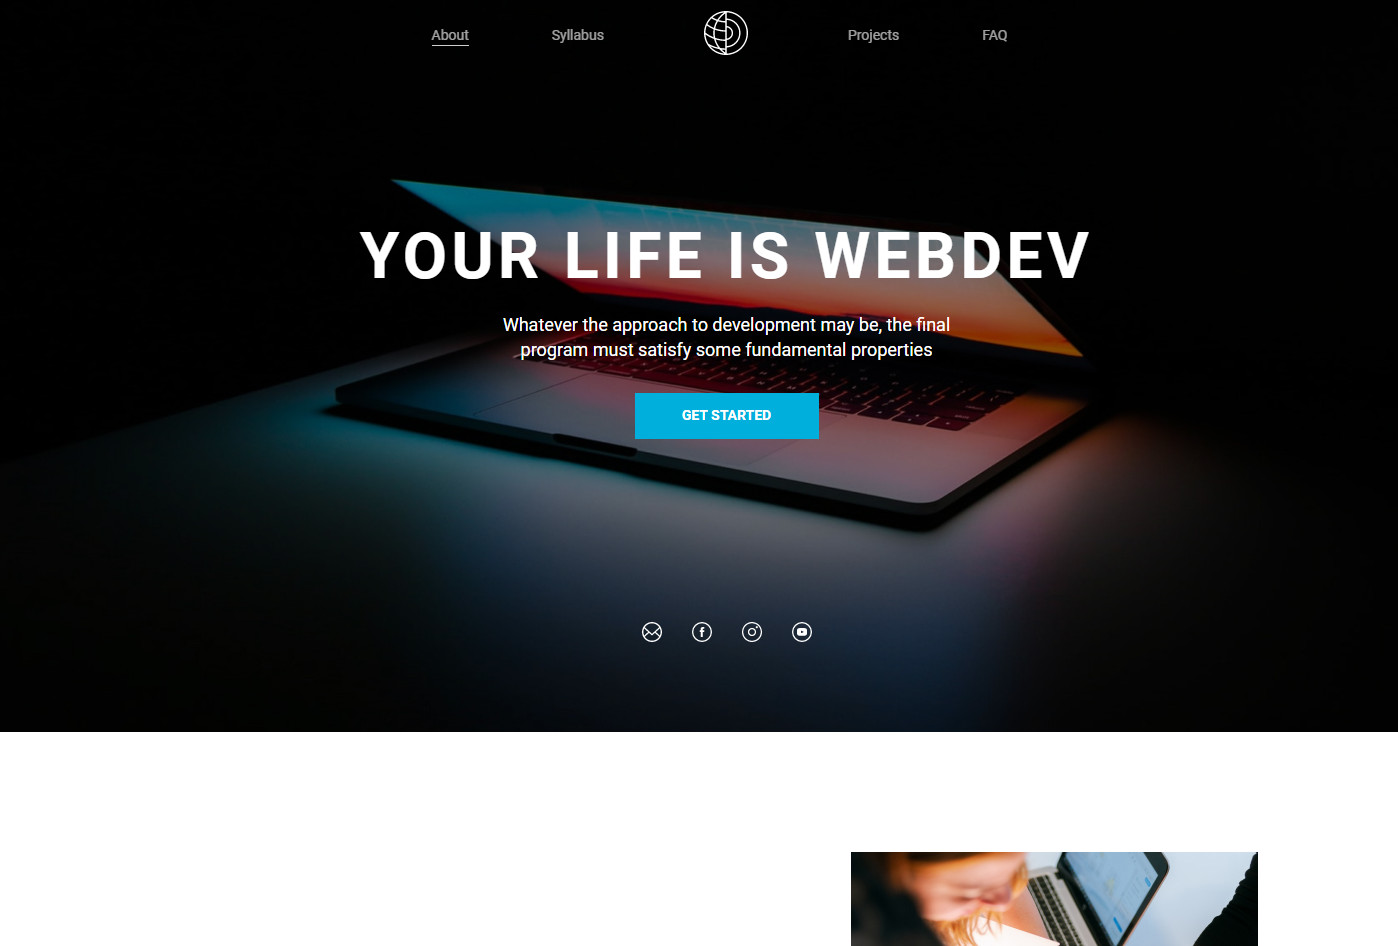 About
Syllabus
Projects
FAQ
YOUR LIFE IS WEBDEV
Whatever the approach to development may be, the final
program must satisfy some fundamental properties
GET STARTED